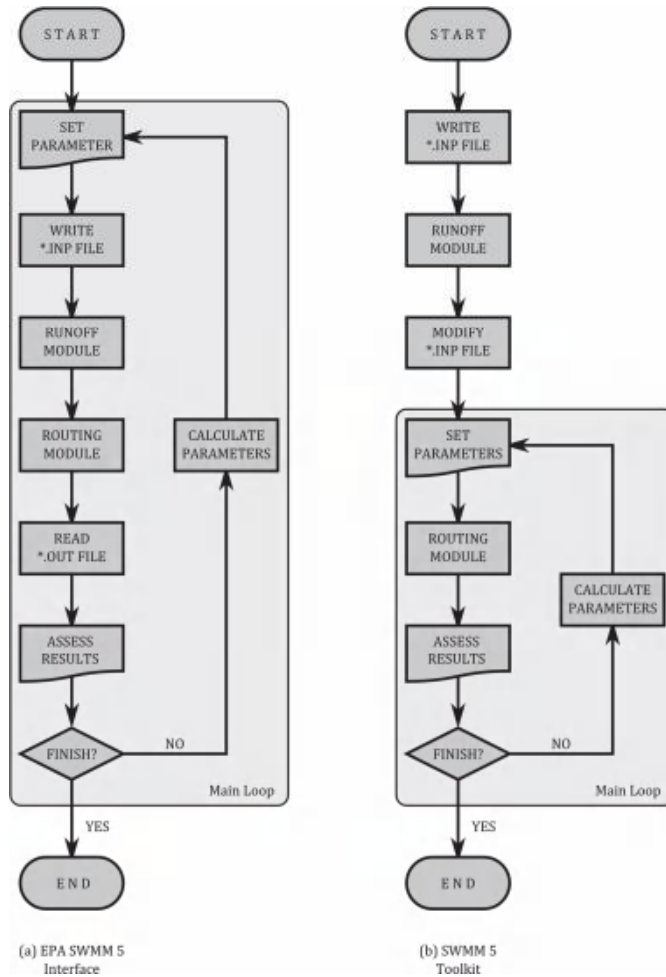 START
SET
PARAMETER
WRITE
*.INP FILE
RUNOFF
MODULE
ROUTING
MODULE
CALCULATE
PARAMETERS
READ
*.OUT FILE
ASSESS
RESULTS
FINISH?
NO
Main Loop
YES
END
(a) EPA SWMM 5
Interface
START
WRITE
*.INP FILE
RUNOFF
MODULE
MODIFY
*.INP FILE
SET
PARAMETERS
ROUTING
MODULE
CALCULATE
PARAMETERS
ASSESS
RESULTS
FINISH?
NO
Main Loop
YES
END
(b) SWMM 5
Toolkit